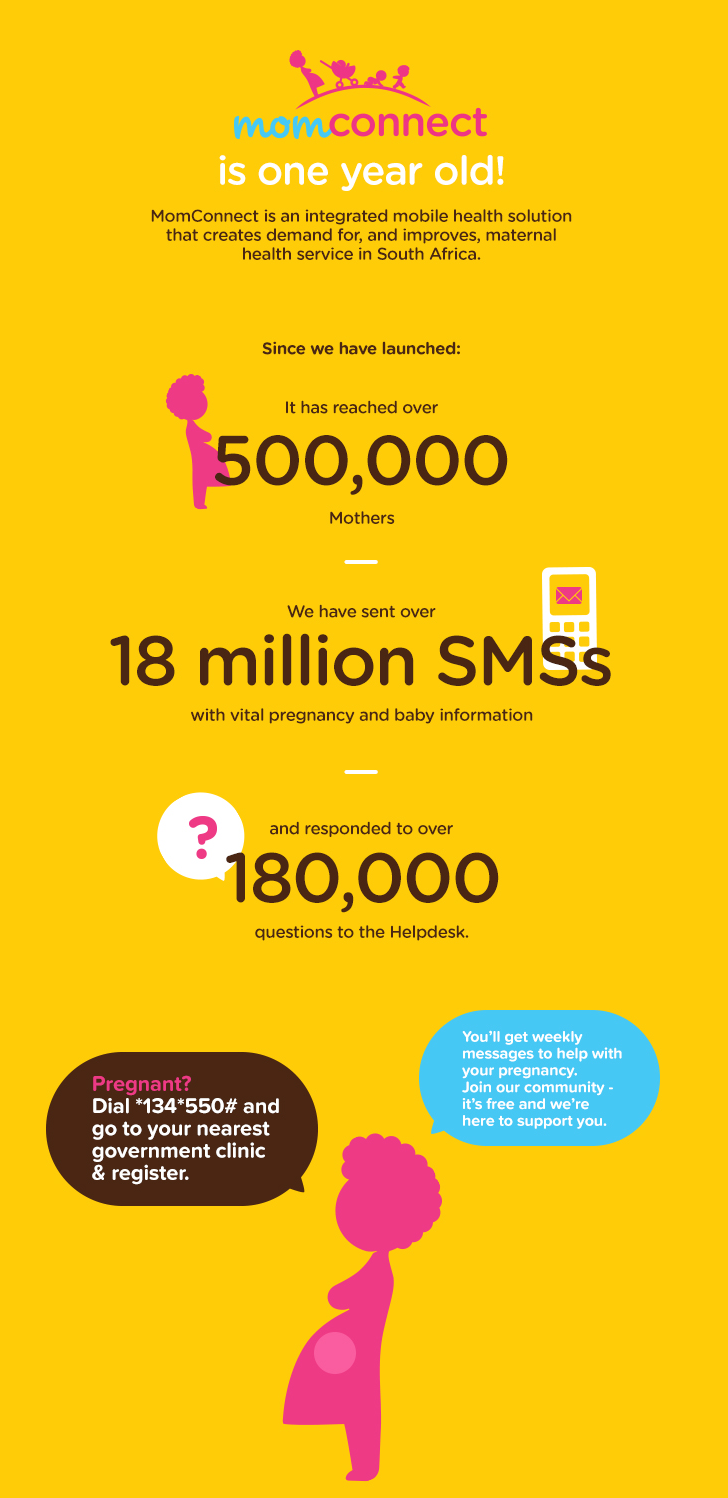 momconnect
is one year old!
MomConnect is an integrated mobile health solution
that creates demand for, and improves, maternal
health service in South Africa.
Since we have launched:
It has reached over
500,000
Mothers
We have sent over
18 million SMSs
with vital pregnancy and baby information
?
and responded to over
180,000
questions to the Helpdesk.
Pregnant?
Dial *134*550# and
go to your nearest
government clinic
& register.
You'll get weekly
messages to help with
your pregnancy.
Join our community -
it's free and we're
here to support you.